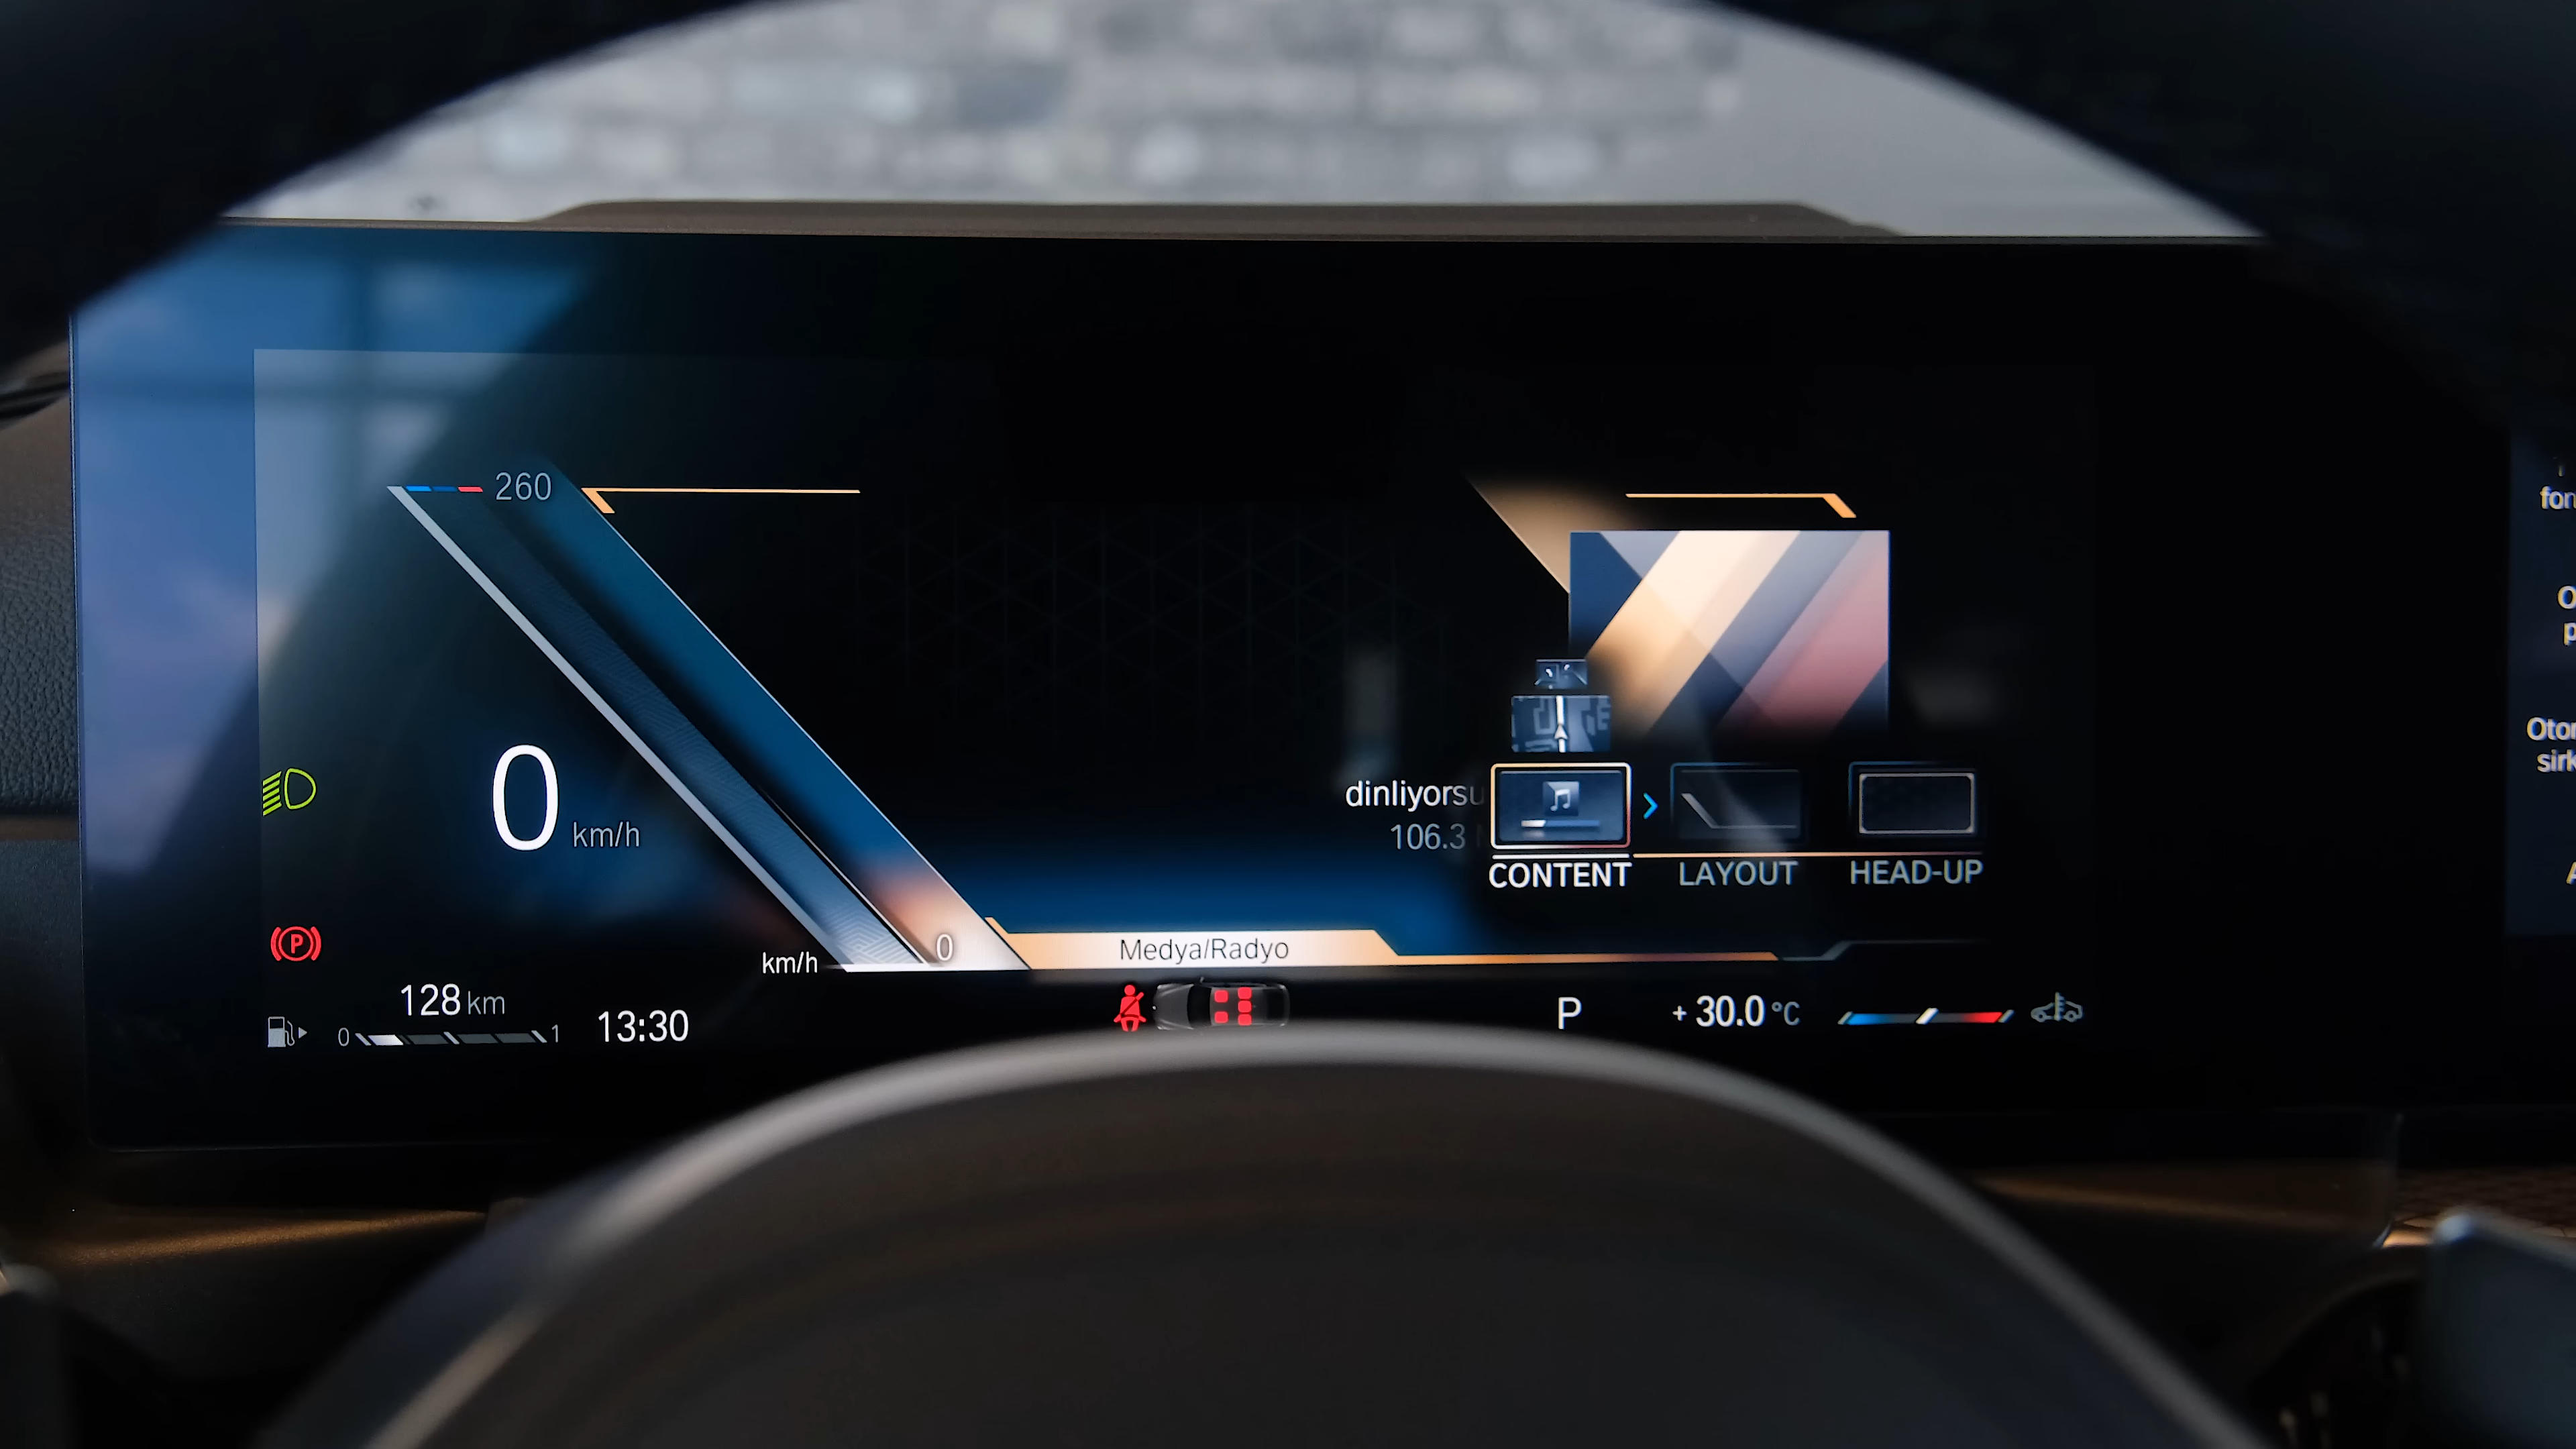 260
0 km/h
dinliyorsu
106.3
CONTENT
LAYOUT
HEAD-UP
P
0
km/h
Medya/Radyo
128 km
0 1
13:30
P
+ 30.0 °C
sirk